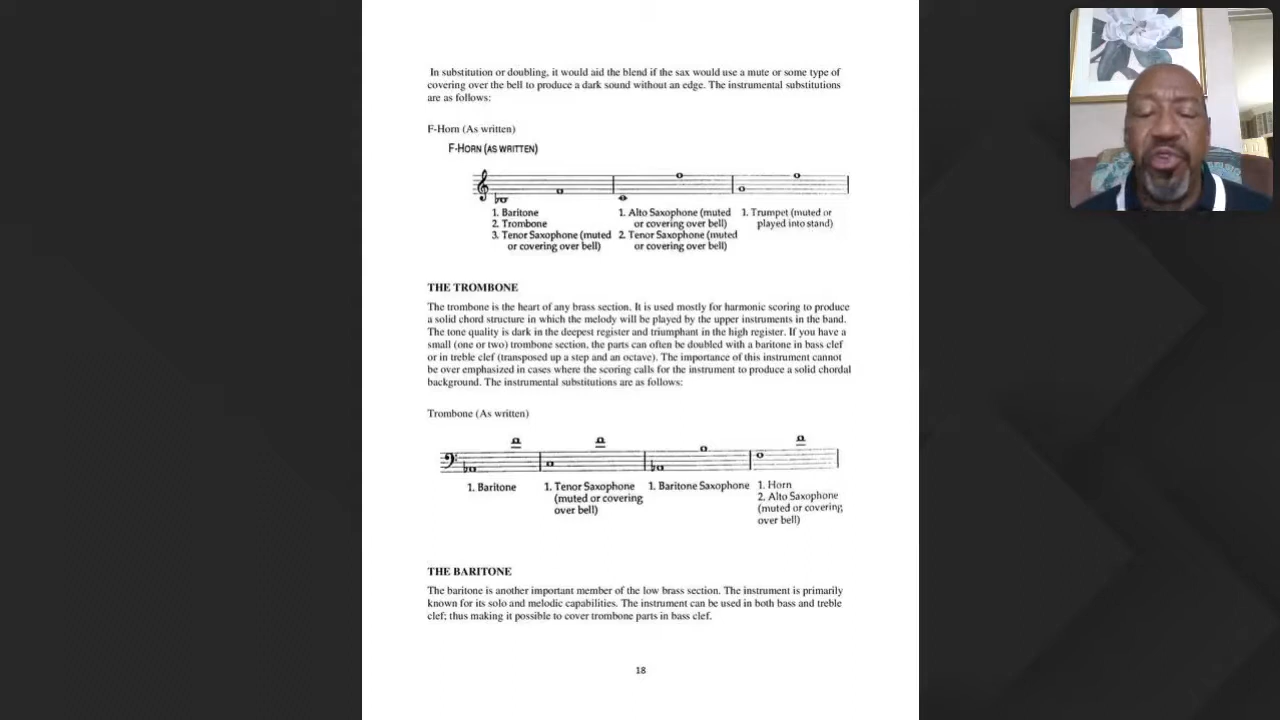 In substitution or doubling, it would aid the blend if the sax would use a mute or some type of
covering over the bell to produce a dark sound without an edge. The instrumental substitutions
are as follows:
F-Horn (As written)
F-HORN (AS WRITTEN)
1. Baritone
2. Trombone
3. Tenor Saxophone (muted
or covering over bell)
1. Alto Saxophone (muted
or covering over bell)
2. Tenor Saxophone (muted
or covering over bell)
1. Trumpet (muted or
played into stand)
THE TROMBONE
The trombone is the heart of any brass section. It is used mostly for harmonic scoring to produce
a solid chord structure in which the melody will be played by the upper instruments in the band.
The tone quality is dark in the deepest register and triumphant in the high register. If you have a
small (one or two) trombone section, the parts can often be doubled with a baritone in bass clef
or in treble clef (transposed up a step and an octave). The importance of this instrument cannot
be over emphasized in cases where the scoring calls for the instrument to produce a solid chordal
background. The instrumental substitutions are as follows:
Trombone (As written)
1. Baritone
1. Tenor Saxophone
(muted or covering
over bell)
1. Baritone Saxophone
1. Horn
2. Alto Saxophone
(muted or covering
over bell)
THE BARITONE
The baritone is another important member of the low brass section. The instrument is primarily
known for its solo and melodic capabilities. The instrument can be used in both bass and treble
clef; thus making it possible to cover trombone parts in bass clef.
18